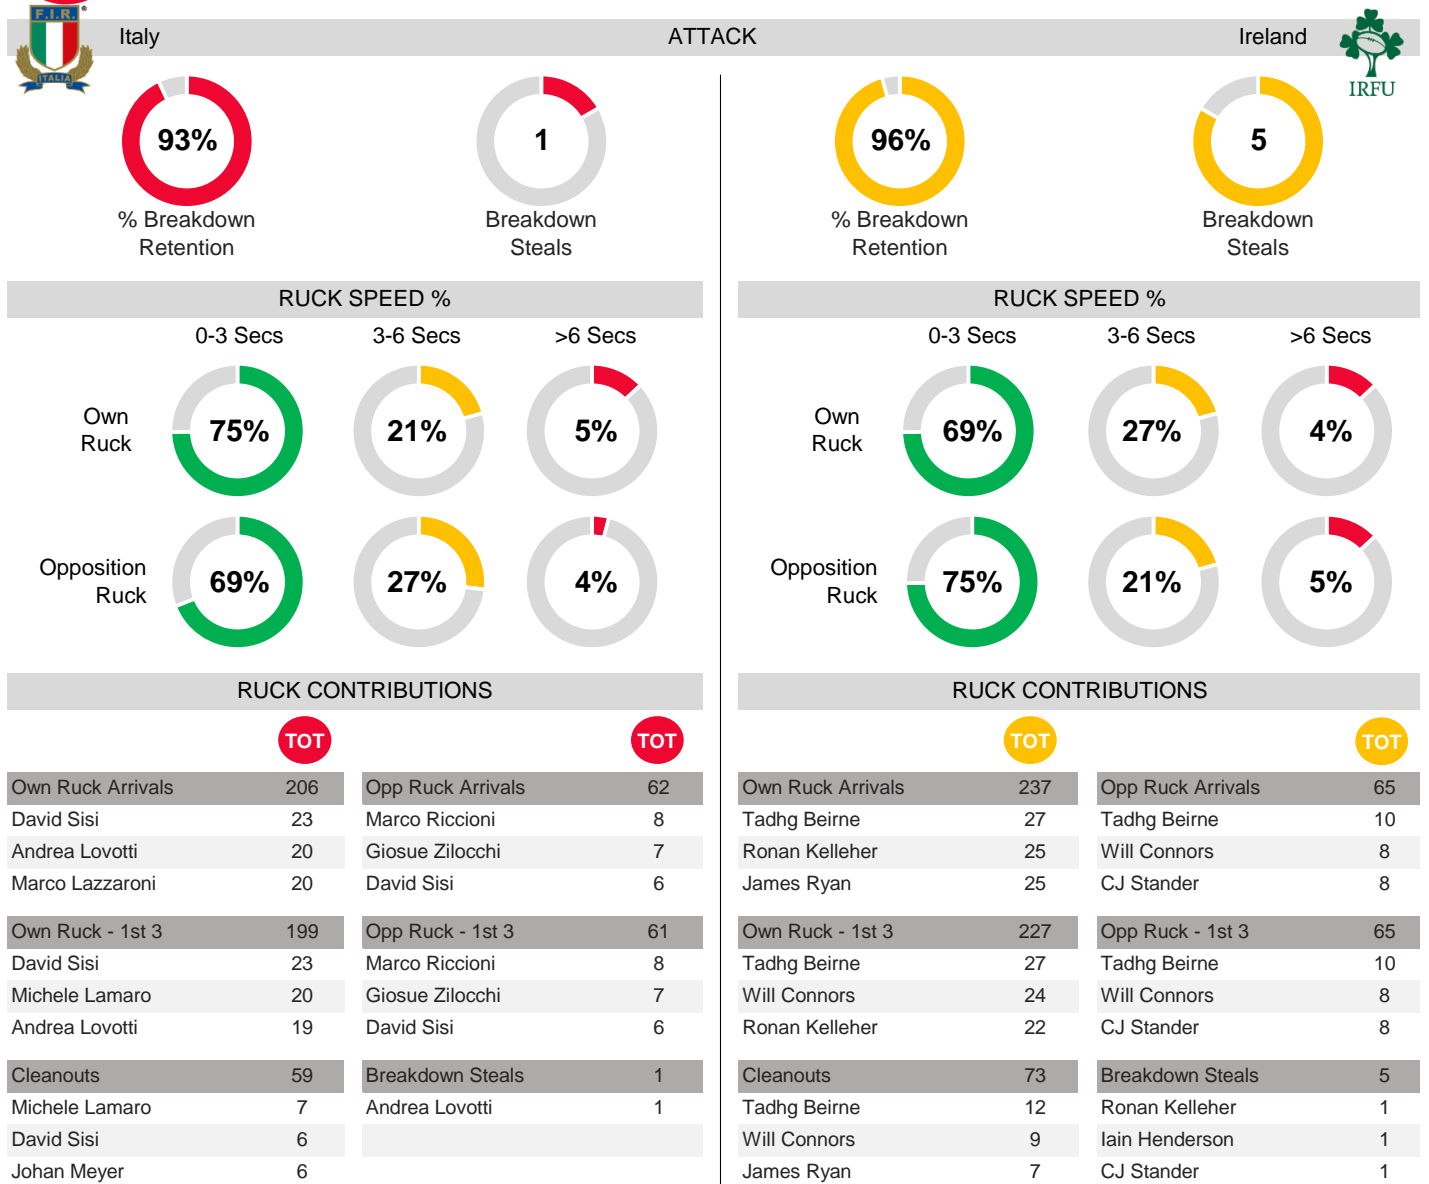 F.I.R.
ITALIA
Italy ATTACK Ireland
IRFU
93% 1 96% 5
% Breakdown Retention Breakdown Steals % Breakdown Retention Breakdown Steals
RUCK SPEED % RUCK SPEED %
0-3 Secs 3-6 Secs >6 Secs 0-3 Secs 3-6 Secs >6 Secs
Own Ruck 75% 21% 5% Own Ruck 69% 27% 4%
Opposition Ruck 69% 27% 4% Opposition Ruck 75% 21% 5%
RUCK CONTRIBUTIONS RUCK CONTRIBUTIONS
TOT TOT TOT TOT
Own Ruck Arrivals 206 Opp Ruck Arrivals 62 Own Ruck Arrivals 237 Opp Ruck Arrivals 65
David Sisi 23 Marco Riccioni 8 Tadhg Beirne 27 Tadhg Beirne 10
Andrea Lovotti 20 Giosue Zilocchi 7 Ronan Kelleher 25 Will Connors 8
Marco Lazzaroni 20 David Sisi 6 James Ryan 25 CJ Stander 8
Own Ruck - 1st 3 199 Opp Ruck - 1st 3 61 Own Ruck - 1st 3 227 Opp Ruck - 1st 3 65
David Sisi 23 Marco Riccioni 8 Tadhg Beirne 27 Tadhg Beirne 10
Michele Lamaro 20 Giosue Zilocchi 7 Will Connors 24 Will Connors 8
Andrea Lovotti 19 David Sisi 6 Ronan Kelleher 22 CJ Stander 8
Cleanouts 59 Breakdown Steals 1 Cleanouts 73 Breakdown Steals 5
Michele Lamaro 7 Andrea Lovotti 1 Tadhg Beirne 12 Ronan Kelleher 1
David Sisi 6 Will Connors 9 Iain Henderson 1
Johan Meyer 6 James Ryan 7 CJ Stander 1